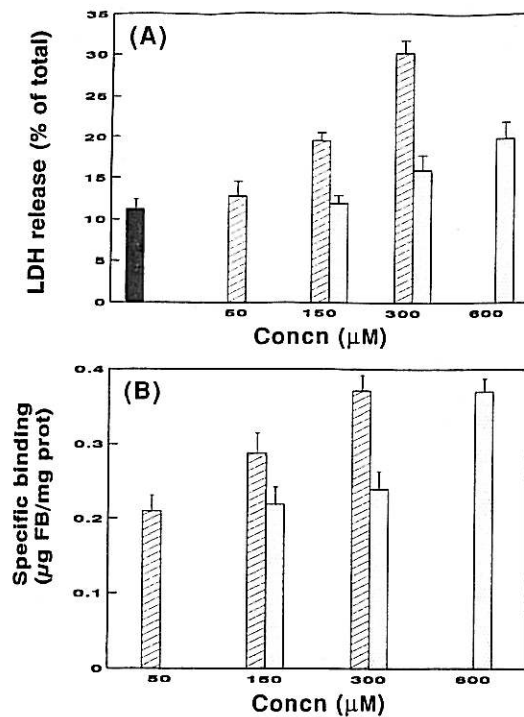 (A)
LDH release (% of total)
35
30
25
20
15
10
5
0
50 150 300 600
Concn (μM)
(B)
Specific binding
(μg FB/mg prot)
0.4
0.3
0.2
0.1
0
50 150 300 600
Concn (μM)